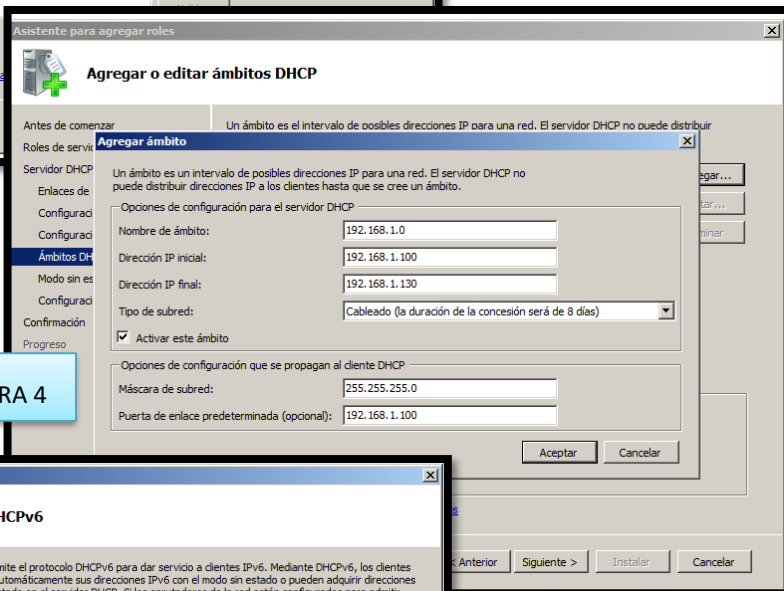 Asistente para agregar roles
Agregar o editar ámbitos DHCP
Antes de comenzar
Un ámbito es el intervalo de posibles direcciones IP para una red. El servidor DHCP no puede distribuir
Roles de servic
Agregar ámbito
Servidor DHCP
Un ámbito es un intervalo de posibles direcciones IP para una red. El servidor DHCP no
puede distribuir direcciones IP a los clientes hasta que se cree un ámbito.
egar...
Enlaces de
Opciones de configuración para el servidor DHCP
tar...
Configuraci
Nombre de ámbito: 192.168.1.0
Configuraci
minar
Ámbitos DH
Dirección IP inicial: 192.168.1.100
Modo sin es
Dirección IP final: 192.168.1.130
Configuraci
Tipo de subred: Cableado (la duración de la concesión será de 8 días)
Confirmación
Activar este ámbito
Progreso
Opciones de configuración que se propagan al cliente DHCP
RA 4
Máscara de subred: 255.255.255.0
Puerta de enlace predeterminada (opcional): 192.168.1.100
Aceptar Cancelar
HCPv6
mite el protocolo DHCPv6 para dar servicio a clientes IPv6. Mediante DHCPv6, los clientes
utomáticamente sus direcciones IPv6 con el modo sin estado o pueden adquirir direcciones
Anterior Siguiente > Instalar Cancelar